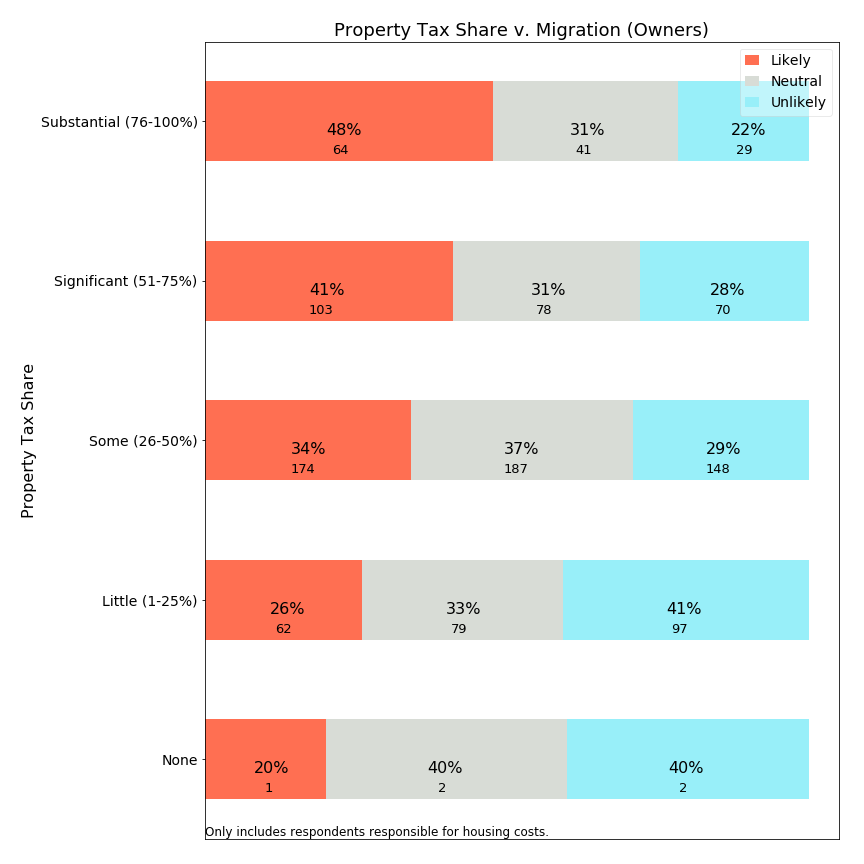 Property Tax Share v. Migration (Owners)
Likely
Neutral
Unlikely
Property Tax Share
Substantial (76-100%)
48% 31% 22%
64 41 29
Significant (51-75%)
41% 31% 28%
103 78 70
Some (26-50%)
34% 37% 29%
174 187 148
Little (1-25%)
26% 33% 41%
62 79 97
None
20% 40% 40%
1 2 2
Only includes respondents responsible for housing costs.